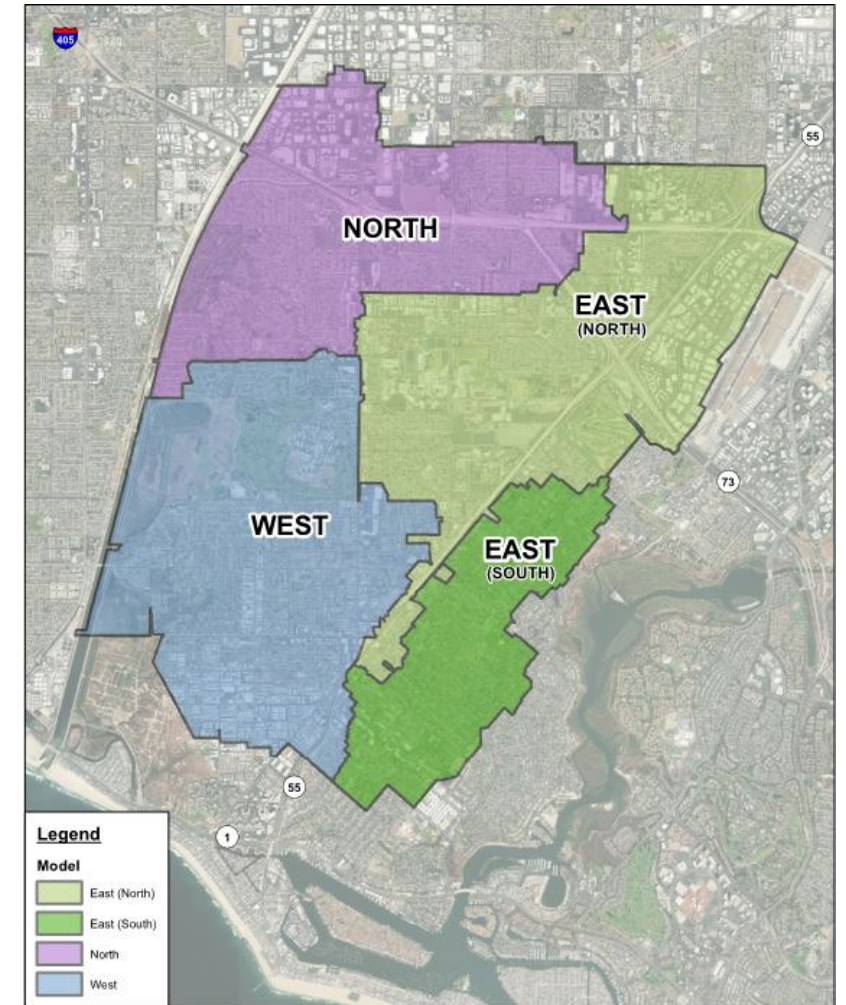 405
55
NORTH
EAST
(NORTH)
73
WEST
EAST
(SOUTH)
55
1
Legend
Model
East (North)
East (South)
North
West